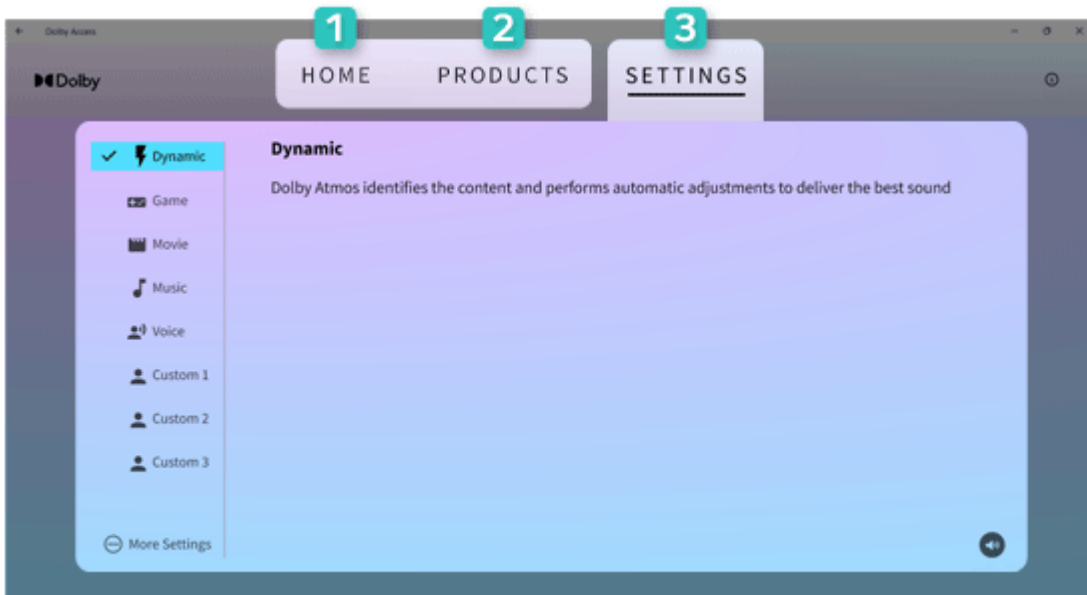 1 2 3
Dolby Access
Dolby
HOME PRODUCTS SETTINGS
Dynamic
Game
Movie
Music
Voice
Custom 1
Custom 2
Custom 3
More Settings
Dynamic
Dolby Atmos identifies the content and performs automatic adjustments to deliver the best sound